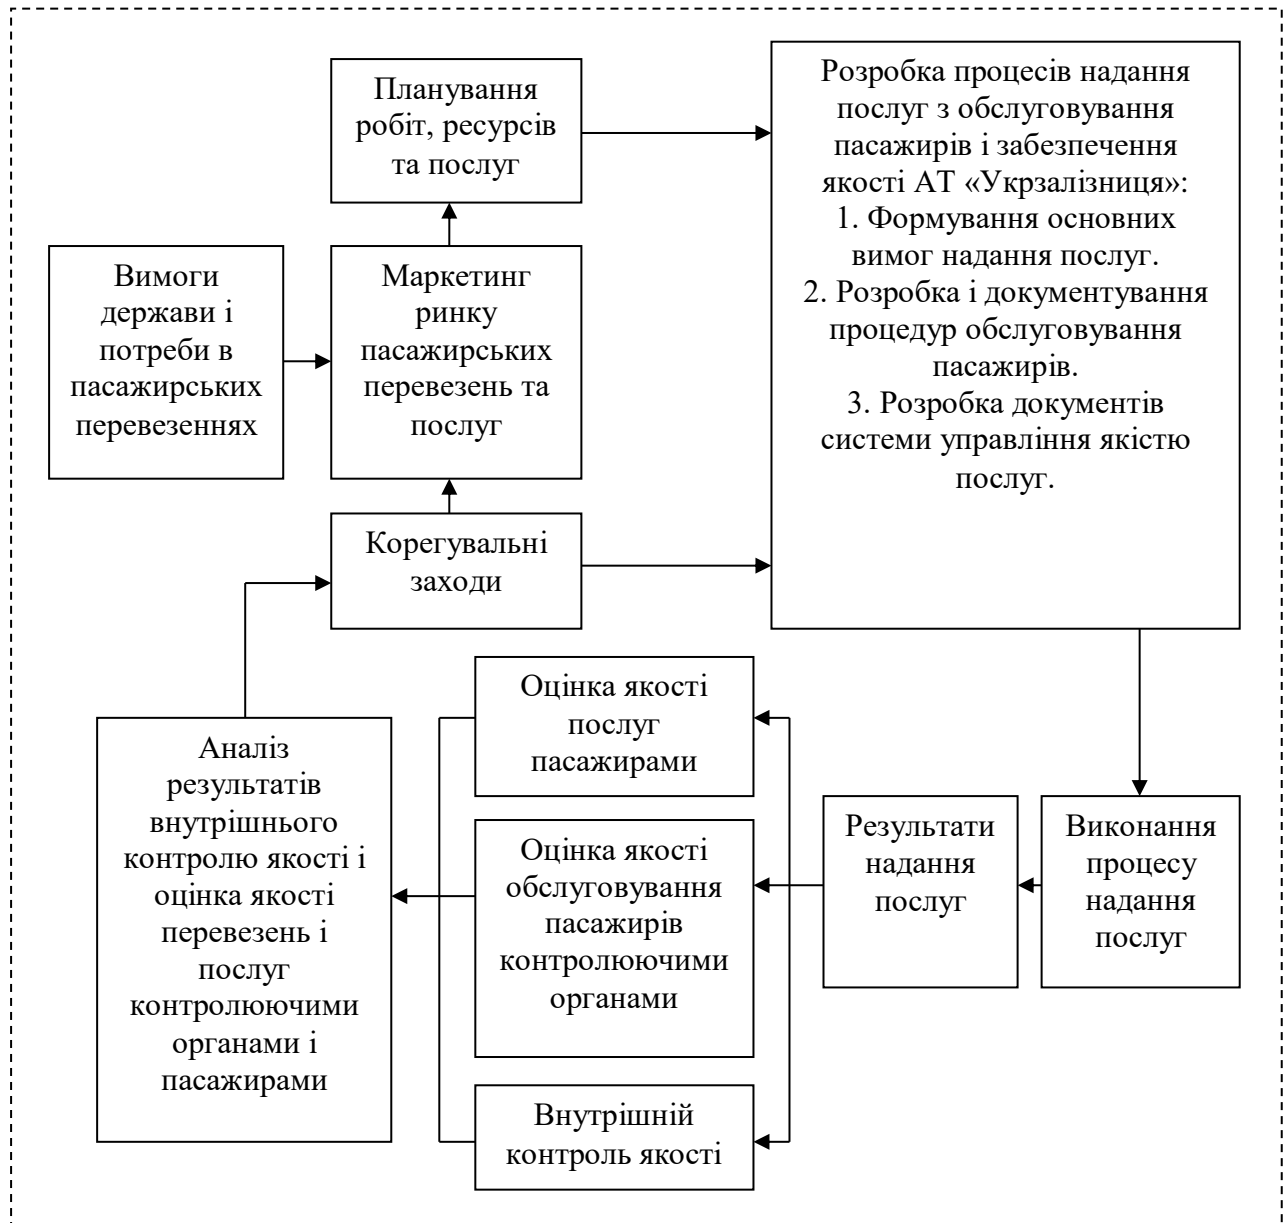 Планування
робіт, ресурсів
та послуг
Розробка процесів надання
послуг з обслуговування
пасажирів і забезпечення
якості АТ «Укрзалізниця»:
1. Формування основних
вимог надання послуг.
2. Розробка і документування
процедур обслуговування
пасажирів.
3. Розробка документів
системи управління якістю
послуг.
Вимоги
держави і
потреби в
пасажирських
перевезеннях
Маркетинг
ринку
пасажирських
перевезень та
послуг
Корегувальні
заходи
Оцінка якості
послуг
пасажирами
Аналіз
результатів
внутрішнього
контролю якості і
оцінка якості
перевезень і
послуг
контролюючими
органами і
пасажирами
Оцінка якості
обслуговування
пасажирів
контролюючими
органами
Результати
надання
послуг
Виконання
процесу
надання
послуг
Внутрішній
контроль якості